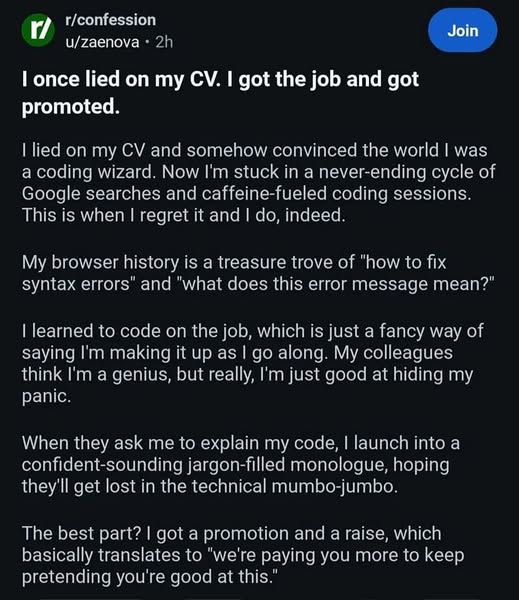 r/
r/confession
u/zaenova • 2h
Join
I once lied on my CV. I got the job and got
promoted.
I lied on my CV and somehow convinced the world I was
a coding wizard. Now I'm stuck in a never-ending cycle of
Google searches and caffeine-fueled coding sessions.
This is when I regret it and I do, indeed.
My browser history is a treasure trove of "how to fix
syntax errors" and "what does this error message mean?"
I learned to code on the job, which is just a fancy way of
saying I'm making it up as I go along. My colleagues
think I'm a genius, but really, I'm just good at hiding my
panic.
When they ask me to explain my code, I launch into a
confident-sounding jargon-filled monologue, hoping
they'll get lost in the technical mumbo-jumbo.
The best part? I got a promotion and a raise, which
basically translates to "we're paying you more to keep
pretending you're good at this."